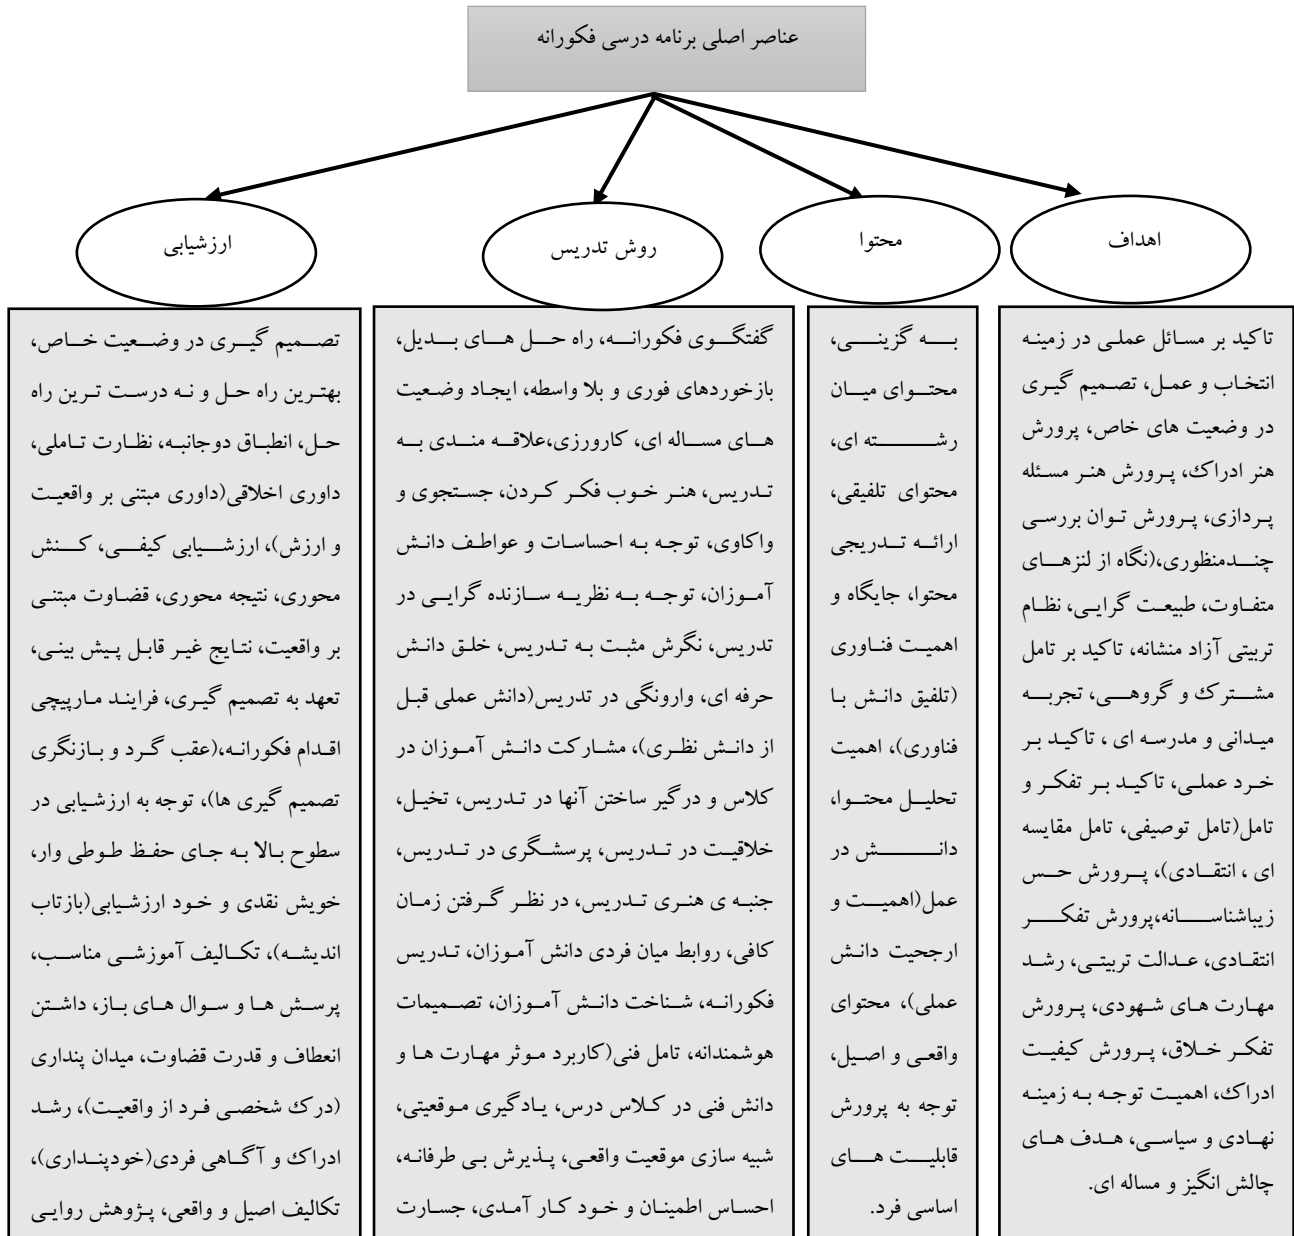 عناصر اصلی برنامه درسی فکورانه
اهداف
محتوا
روش تدریس
ارزشیابی
تاکید بر مسائل عملی در زمینه
انتخاب و عمل، تصمیم گیری
در وضعیت های خاص، پرورش
هنر ادراک، پرورش هنر مسئله
پردازی، پرورش توان بررسی
چندمنظوری،(نگاه از لنزهای
متفاوت، طبیعت گرایی، نظام
تربیتی آزاد منشانه، تاکید بر تامل
مشترک و گروهی، تجربه
میدانی و مدرسه ای ، تاکید بر
خرد عملی، تاکید بر تفکر و
تامل(تامل توصیفی، تامل مقایسه
ای ، انتقادی)، پرورش حس
زیباشناسانه،پرورش تفکر
انتقادی، عدالت تربیتی، رشد
مهارت های شهودی، پرورش
تفکر خلاق، پرورش کیفیت
ادراک، اهمیت توجه به زمینه
نهادی و سیاسی، هدف های
چالش انگیز و مساله ای.
به گزینی،
محتوای میان
رشته ای،
محتوای تلفیقی،
ارائه تدریجی
محتوا، جایگاه و
اهمیت فناوری
(تلفیق دانش با
فناوری)، اهمیت
تحلیل محتوا،
دانش در
عمل(اهمیت و
ارجحیت دانش
عملی)، محتوای
واقعی و اصیل،
توجه به پرورش
قابلیت های
اساسی فرد.
گفتگوی فکورانه، راه حل های بدیل،
بازخوردهای فوری و بلا واسطه، ایجاد وضعیت
های مساله ای، کارورزی،علاقه مندی به
تدریس، هنر خوب فکر کردن، جستجوی و
واکاوی، توجه به احساسات و عواطف دانش
آموزان، توجه به نظریه سازنده گرایی در
تدریس، نگرش مثبت به تدریس، خلق دانش
حرفه ای، وارونگی در تدریس(دانش عملی قبل
از دانش نظری)، مشارکت دانش آموزان در
کلاس و درگیر ساختن آنها در تدریس، تخیل،
خلاقیت در تدریس، پرسشگری در تدریس،
جنبه ی هنری تدریس، در نظر گرفتن زمان
کافی، روابط میان فردی دانش آموزان، تدریس
فکورانه، شناخت دانش آموزان، تصمیمات
هوشمندانه، تامل فنی(کاربرد موثر مهارت ها و
دانش فنی در کلاس درس، یادگیری موقعیتی،
شبیه سازی موقعیت واقعی، پذیرش بی طرفانه،
احساس اطمینان و خود کار آمدی، جسارت
تصمیم گیری در وضعیت خاص،
بهترین راه حل و نه درست ترین راه
حل، انطباق دوجانبه، نظارت تاملی،
داوری اخلاقی(داوری مبتنی بر واقعیت
و ارزش)، ارزشیابی کیفی، کنش
محوری، نتیجه محوری، قضاوت مبتنی
بر واقعیت، نتایج غیر قابل پیش بینی،
تعهد به تصمیم گیری، فرایند مارپیچی
اقدام فکورانه،(عقب گرد و بازنگری
تصمیم گیری ها)، توجه به ارزشیابی در
سطوح بالا به جای حفظ طوطی وار،
خویش نقدی و خود ارزشیابی(بازتاب
اندیشه)، تکالیف آموزشی مناسب،
پرسش ها و سوال های باز، داشتن
انعطاف و قدرت قضاوت، میدان پنداری
(درک شخصی فرد از واقعیت)، رشد
ادراک و آگاهی فردی(خودپنداری)،
تکالیف اصیل و واقعی، پژوهش روایی